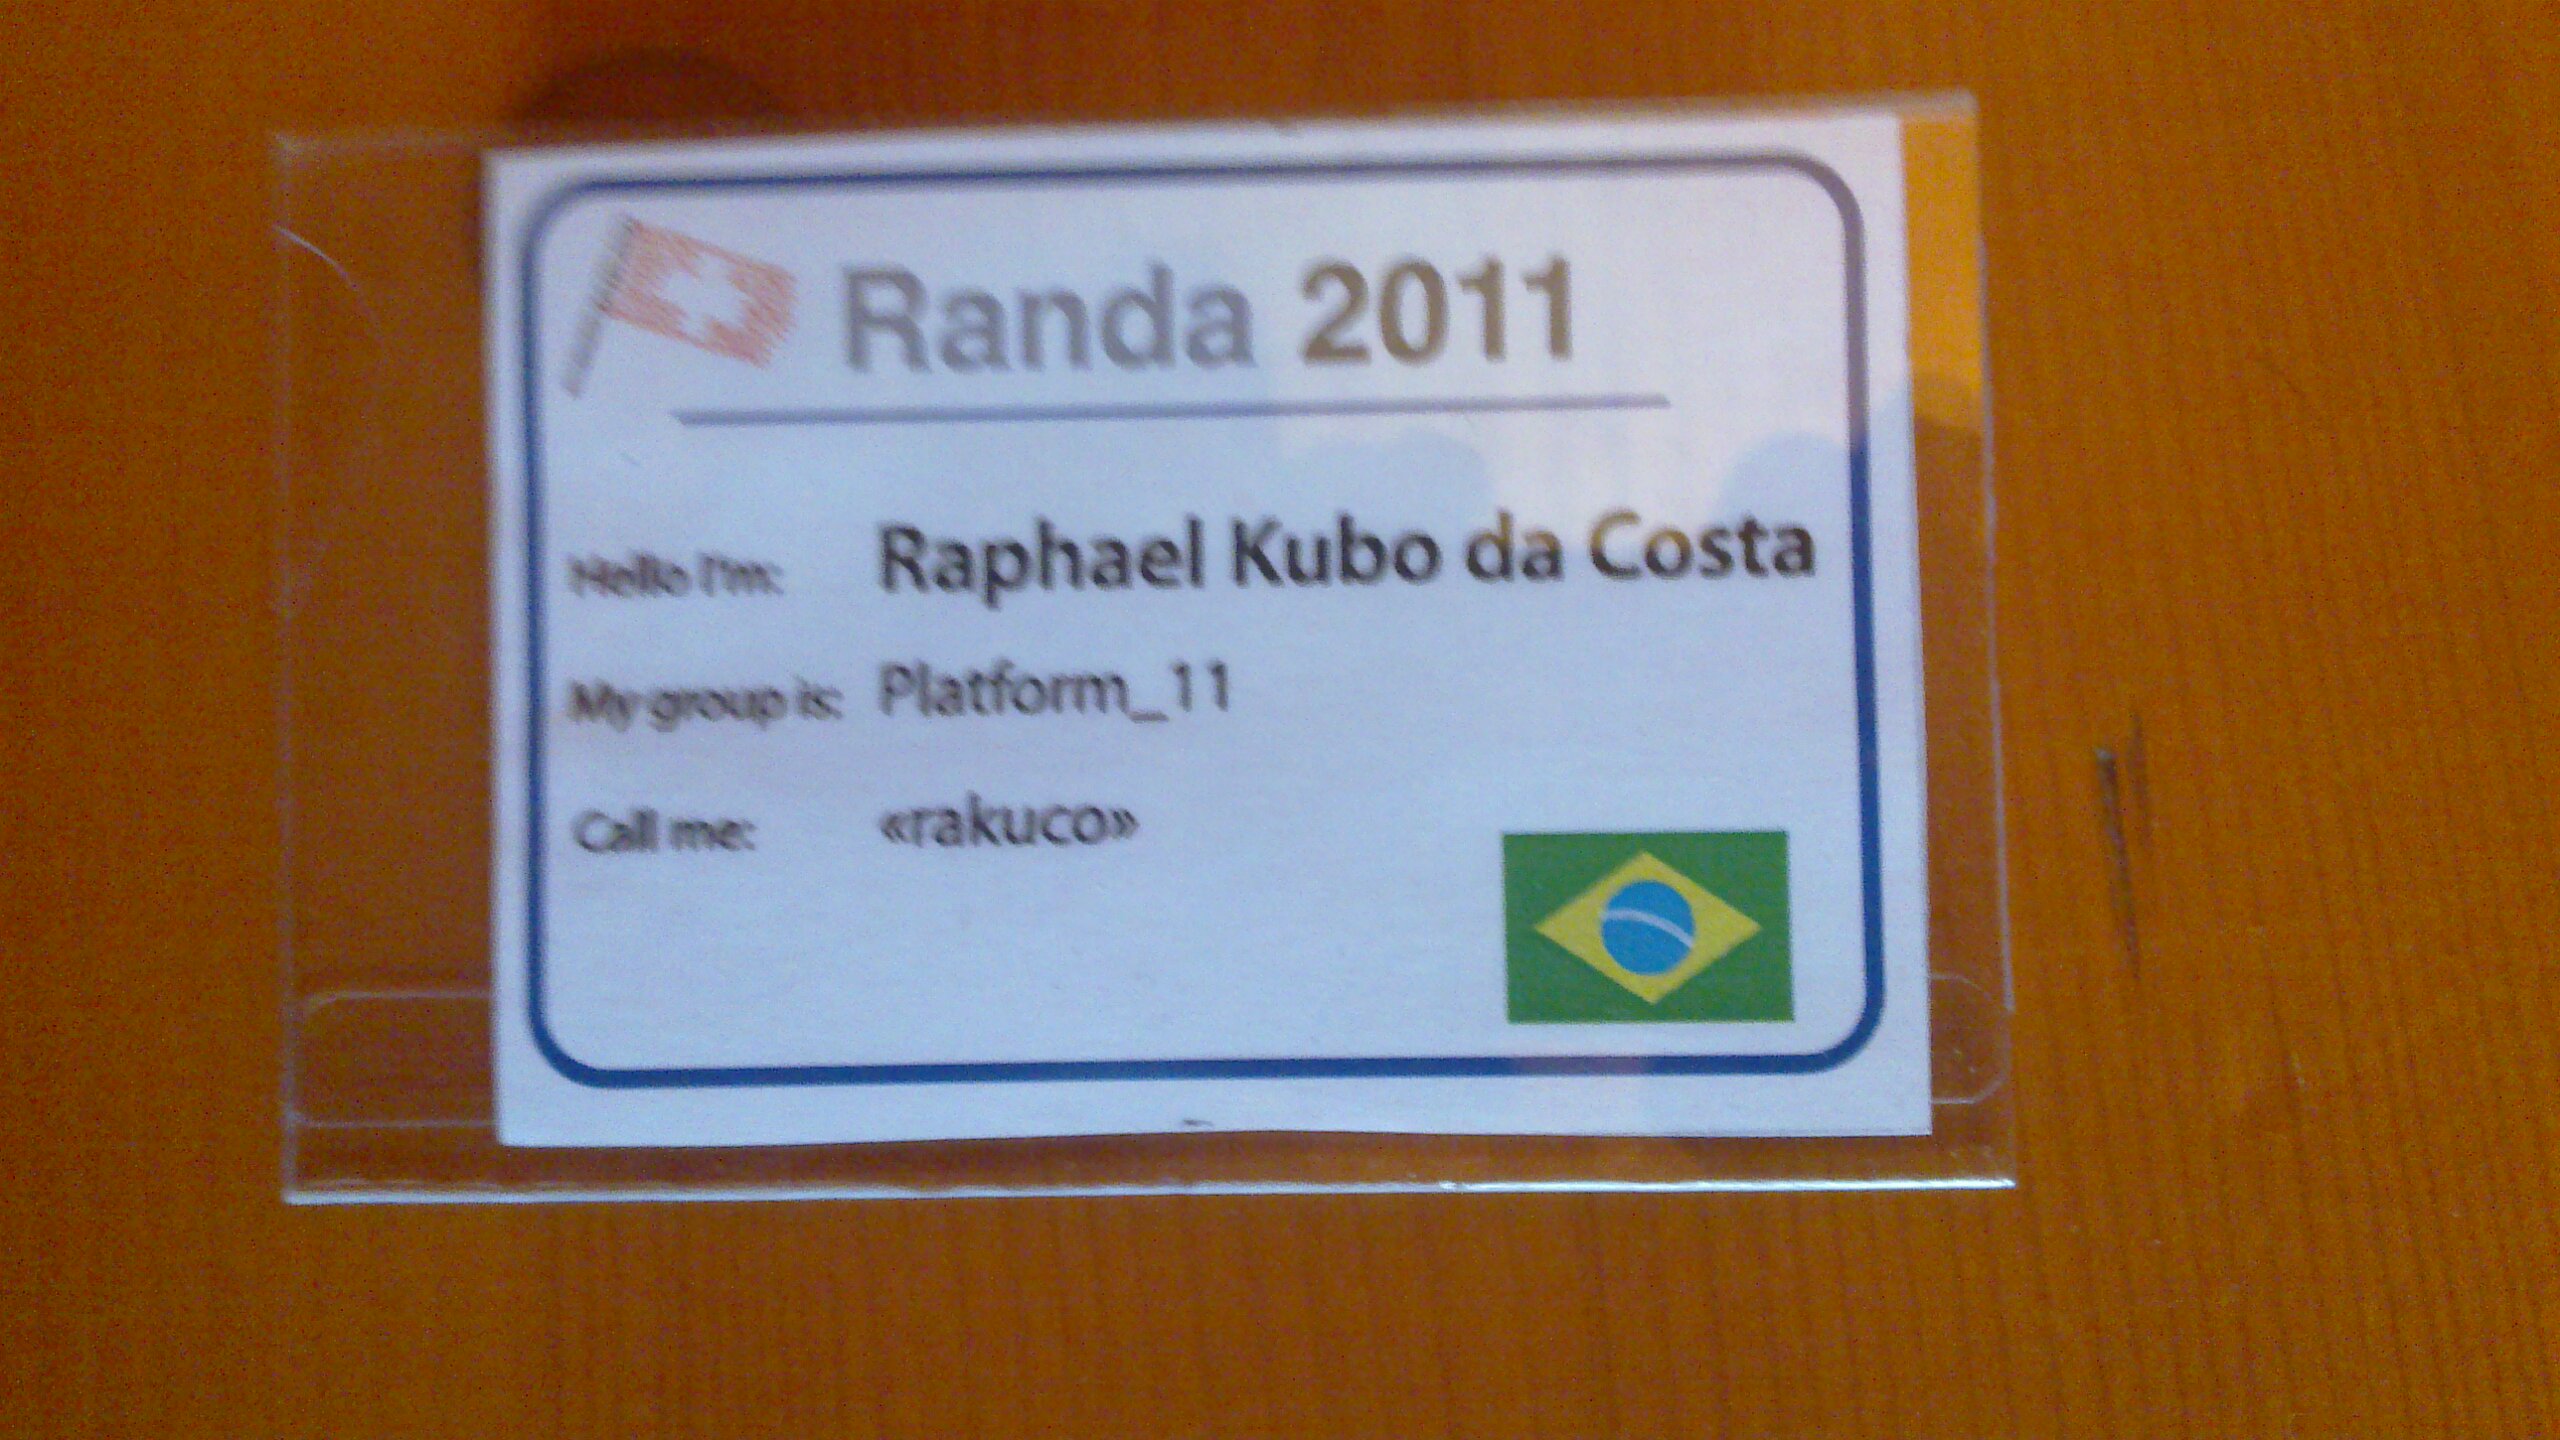 Randa 2011
Hello I'm: Raphael Kubo da Costa
My group is: Platform_11
Call me: «rakuco»